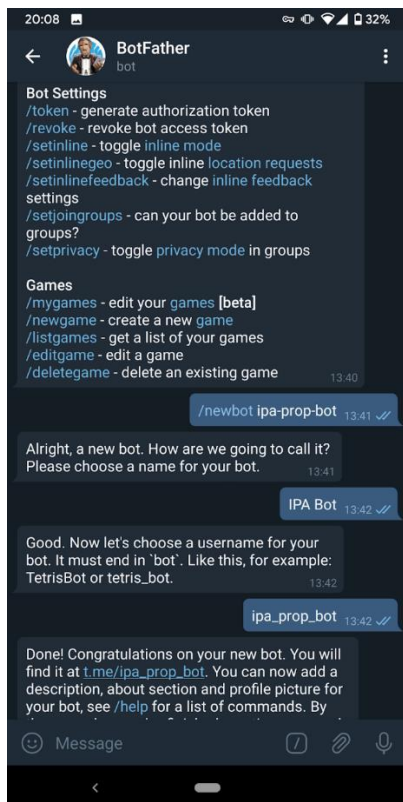 20:08 32%
BotFather
bot
Bot Settings
/token - generate authorization token
/revoke - revoke bot access token
/setinline - toggle inline mode
/setinlinegeo - toggle inline location requests
/setinlinefeedback - change inline feedback
settings
/setjoingroups - can your bot be added to
groups?
/setprivacy - toggle privacy mode in groups
Games
/mygames - edit your games [beta]
/newgame - create a new game
/listgames - get a list of your games
/editgame - edit a game
/deletegame - delete an existing game 13:40
/newbot ipa-prop-bot 13:41
Alright, a new bot. How are we going to call it?
Please choose a name for your bot. 13:41
IPA Bot 13:42
Good. Now let's choose a username for your
bot. It must end in `bot`. Like this, for example:
TetrisBot or tetris_bot. 13:42
ipa_prop_bot 13:42
Done! Congratulations on your new bot. You will
find it at t.me/ipa_prop_bot. You can now add a
description, about section and profile picture for
your bot, see /help for a list of commands. By
Message